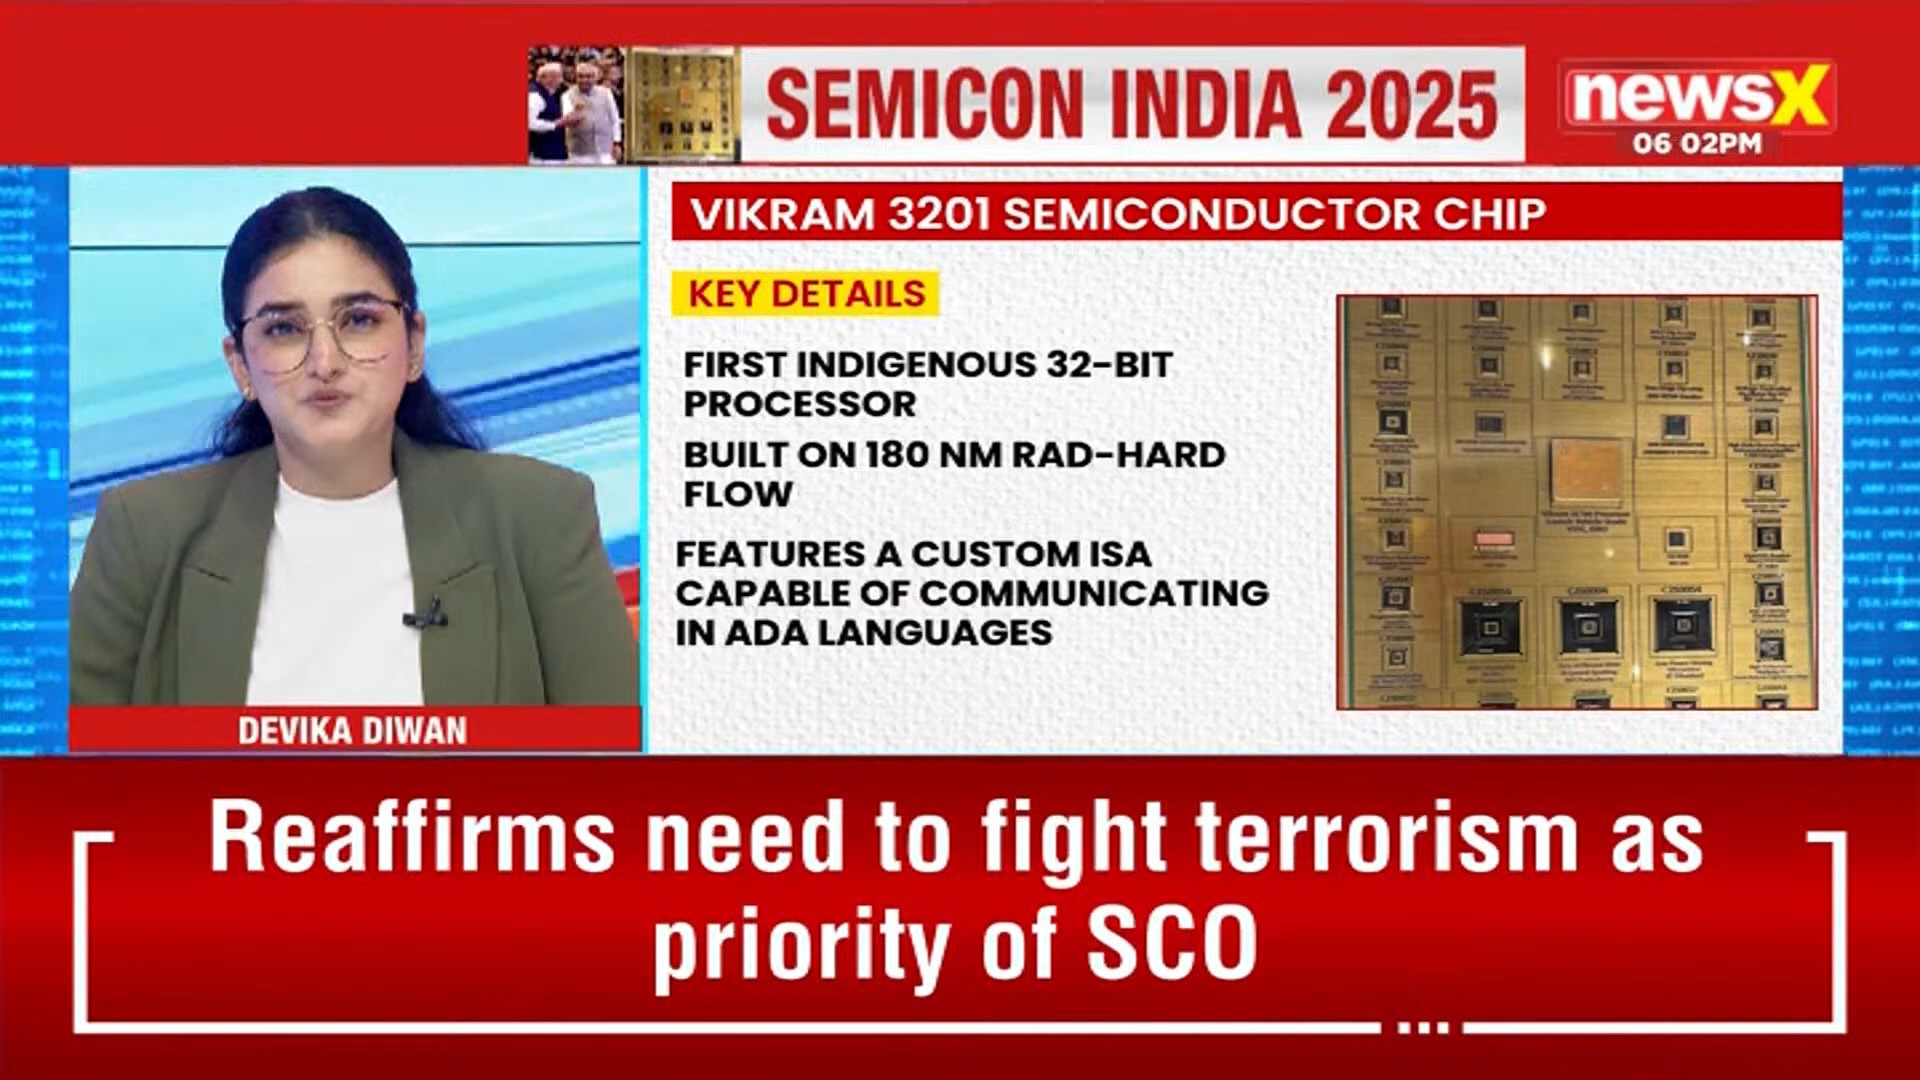 SEMICON INDIA 2025
newsX
06 02PM
VIKRAM 3201 SEMICONDUCTOR CHIP
KEY DETAILS
FIRST INDIGENOUS 32-BIT
PROCESSOR
BUILT ON 180 NM RAD-HARD
FLOW
FEATURES A CUSTOM ISA
CAPABLE OF COMMUNICATING
IN ADA LANGUAGES
DEVIKA DIWAN
Reaffirms need to fight terrorism as
priority of SCO